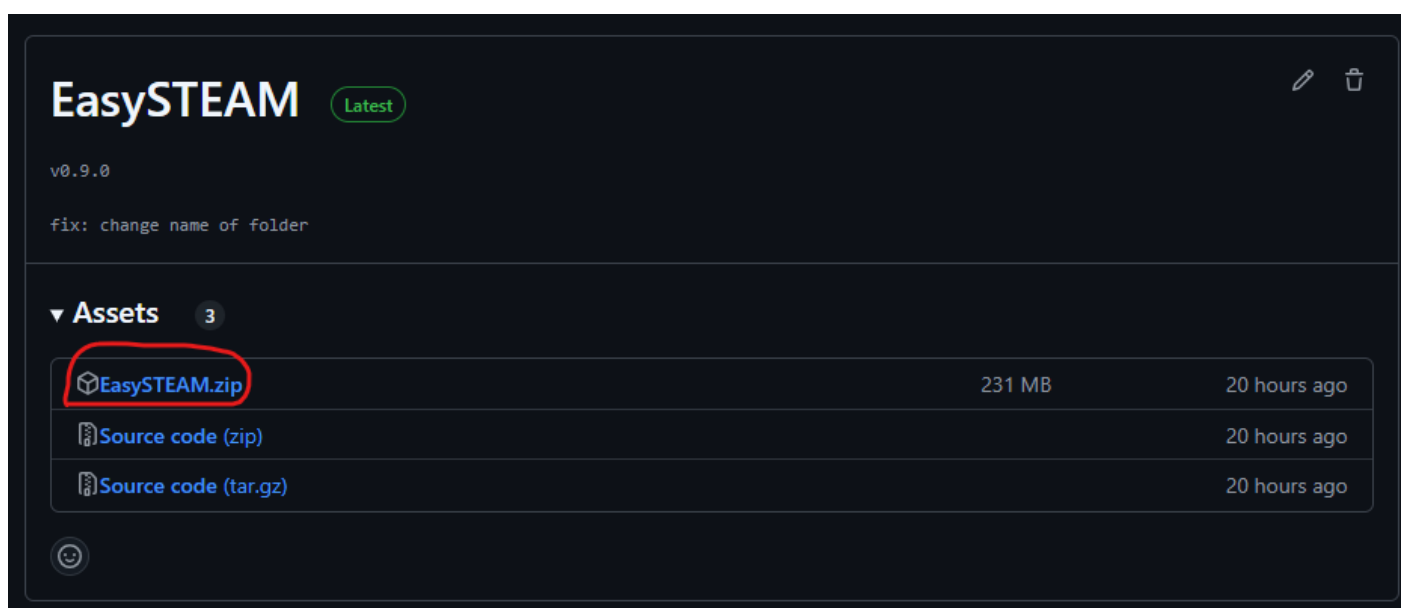 EasySTEAM Latest
v0.9.0
fix: change name of folder
Assets 3
EasySTEAM.zip 231 MB 20 hours ago
Source code (zip) 20 hours ago
Source code (tar.gz) 20 hours ago